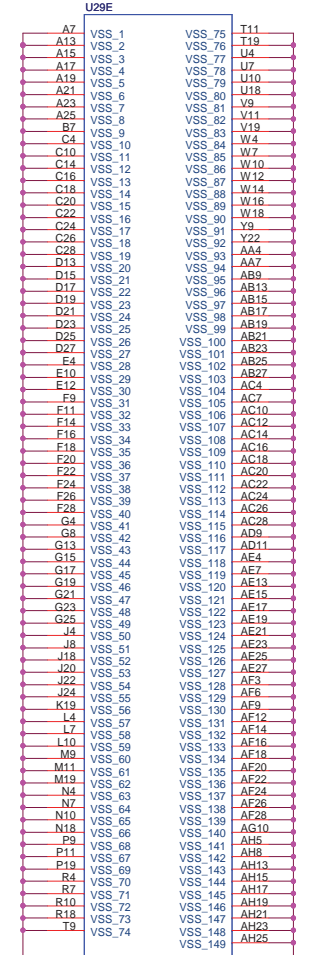 U29E
A7 VSS_1 VSS_75 T11
A13 VSS_2 VSS_76 T19
A15 VSS_3 VSS_77 U4
A17 VSS_4 VSS_78 U7
A19 VSS_5 VSS_79 U10
A21 VSS_6 VSS_80 U18
A23 VSS_7 VSS_81 V9
A25 VSS_8 VSS_82 V11
B7 VSS_9 VSS_83 V19
C4 VSS_10 VSS_84 W4
C10 VSS_11 VSS_85 W7
C14 VSS_12 VSS_86 W10
C16 VSS_13 VSS_87 W12
C18 VSS_14 VSS_88 W14
C20 VSS_15 VSS_89 W16
C22 VSS_16 VSS_90 W18
C24 VSS_17 VSS_91 Y9
C26 VSS_18 VSS_92 Y22
C28 VSS_19 VSS_93 AA4
D13 VSS_20 VSS_94 AA7
D15 VSS_21 VSS_95 AB9
D17 VSS_22 VSS_96 AB13
D19 VSS_23 VSS_97 AB15
D21 VSS_24 VSS_98 AB17
D23 VSS_25 VSS_99 AB19
D25 VSS_26 VSS_100 AB21
D27 VSS_27 VSS_101 AB23
E4 VSS_28 VSS_102 AB25
E10 VSS_29 VSS_103 AB27
E12 VSS_30 VSS_104 AC4
F9 VSS_31 VSS_105 AC7
F11 VSS_32 VSS_106 AC10
F14 VSS_33 VSS_107 AC12
F16 VSS_34 VSS_108 AC14
F18 VSS_35 VSS_109 AC16
F20 VSS_36 VSS_110 AC18
F22 VSS_37 VSS_111 AC20
F24 VSS_38 VSS_112 AC22
F26 VSS_39 VSS_113 AC24
F28 VSS_40 VSS_114 AC26
G4 VSS_41 VSS_115 AC28
G8 VSS_42 VSS_116 AD9
G13 VSS_43 VSS_117 AD11
G15 VSS_44 VSS_118 AE4
G17 VSS_45 VSS_119 AE7
G19 VSS_46 VSS_120 AE13
G21 VSS_47 VSS_121 AE15
G23 VSS_48 VSS_122 AE17
G25 VSS_49 VSS_123 AE19
J4 VSS_50 VSS_124 AE21
J8 VSS_51 VSS_125 AE23
J18 VSS_52 VSS_126 AE25
J20 VSS_53 VSS_127 AE27
J22 VSS_54 VSS_128 AF3
J24 VSS_55 VSS_129 AF6
K19 VSS_56 VSS_130 AF9
L4 VSS_57 VSS_131 AF12
L7 VSS_58 VSS_132 AF14
L10 VSS_59 VSS_133 AF16
M9 VSS_60 VSS_134 AF18
M11 VSS_61 VSS_135 AF20
M19 VSS_62 VSS_136 AF22
N4 VSS_63 VSS_137 AF24
N7 VSS_64 VSS_138 AF26
N10 VSS_65 VSS_139 AF28
N18 VSS_66 VSS_140 AG10
P9 VSS_68 VSS_141 AH5
P11 VSS_67 VSS_142 AH8
P19 VSS_69 VSS_143 AH13
R4 VSS_70 VSS_144 AH15
R7 VSS_71 VSS_145 AH17
R10 VSS_72 VSS_146 AH19
R18 VSS_73 VSS_147 AH21
T9 VSS_74 VSS_148 AH23
VSS_149 AH25